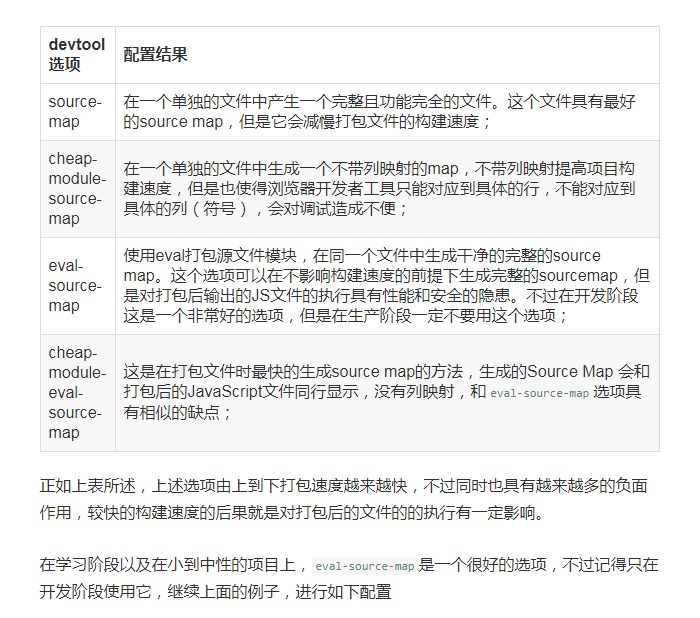 devtool
选项
配置结果
source-
map
在一个单独的文件中产生一个完整且功能完全的文件。这个文件具有最好
的source map，但是它会减慢打包文件的构建速度；
cheap-
module-
source-
map
在一个单独的文件中生成一个不带列映射的map，不带列映射提高项目构
建速度，但是也使得浏览器开发者工具只能对应到具体的行，不能对应到
具体的列（符号），会对调试造成不便；
eval-
source-
map
使用eval打包源文件模块，在同一个文件中生成干净的完整的source
map。这个选项可以在不影响构建速度的前提下生成完整的sourcemap，但
是对打包后输出的JS文件的执行具有性能和安全的隐患。不过在开发阶段
这是一个非常好的选项，但是在生产阶段一定不要用这个选项；
cheap-
module-
eval-
source-
map
这是在打包文件时最快的生成source map的方法，生成的Source Map 会和
打包后的JavaScript文件同行显示，没有列映射，和 eval-source-map 选项具
有相似的缺点；
正如上表所述，上述选项由上到下打包速度越来越快，不过同时也具有越来越多的负面
作用，较快的构建速度的后果就是对打包后的文件的的执行有一定影响。
在学习阶段以及在小到中性的项目上，eval-source-map 是一个很好的选项，不过记得只在
开发阶段使用它，继续上面的例子，进行如下配置